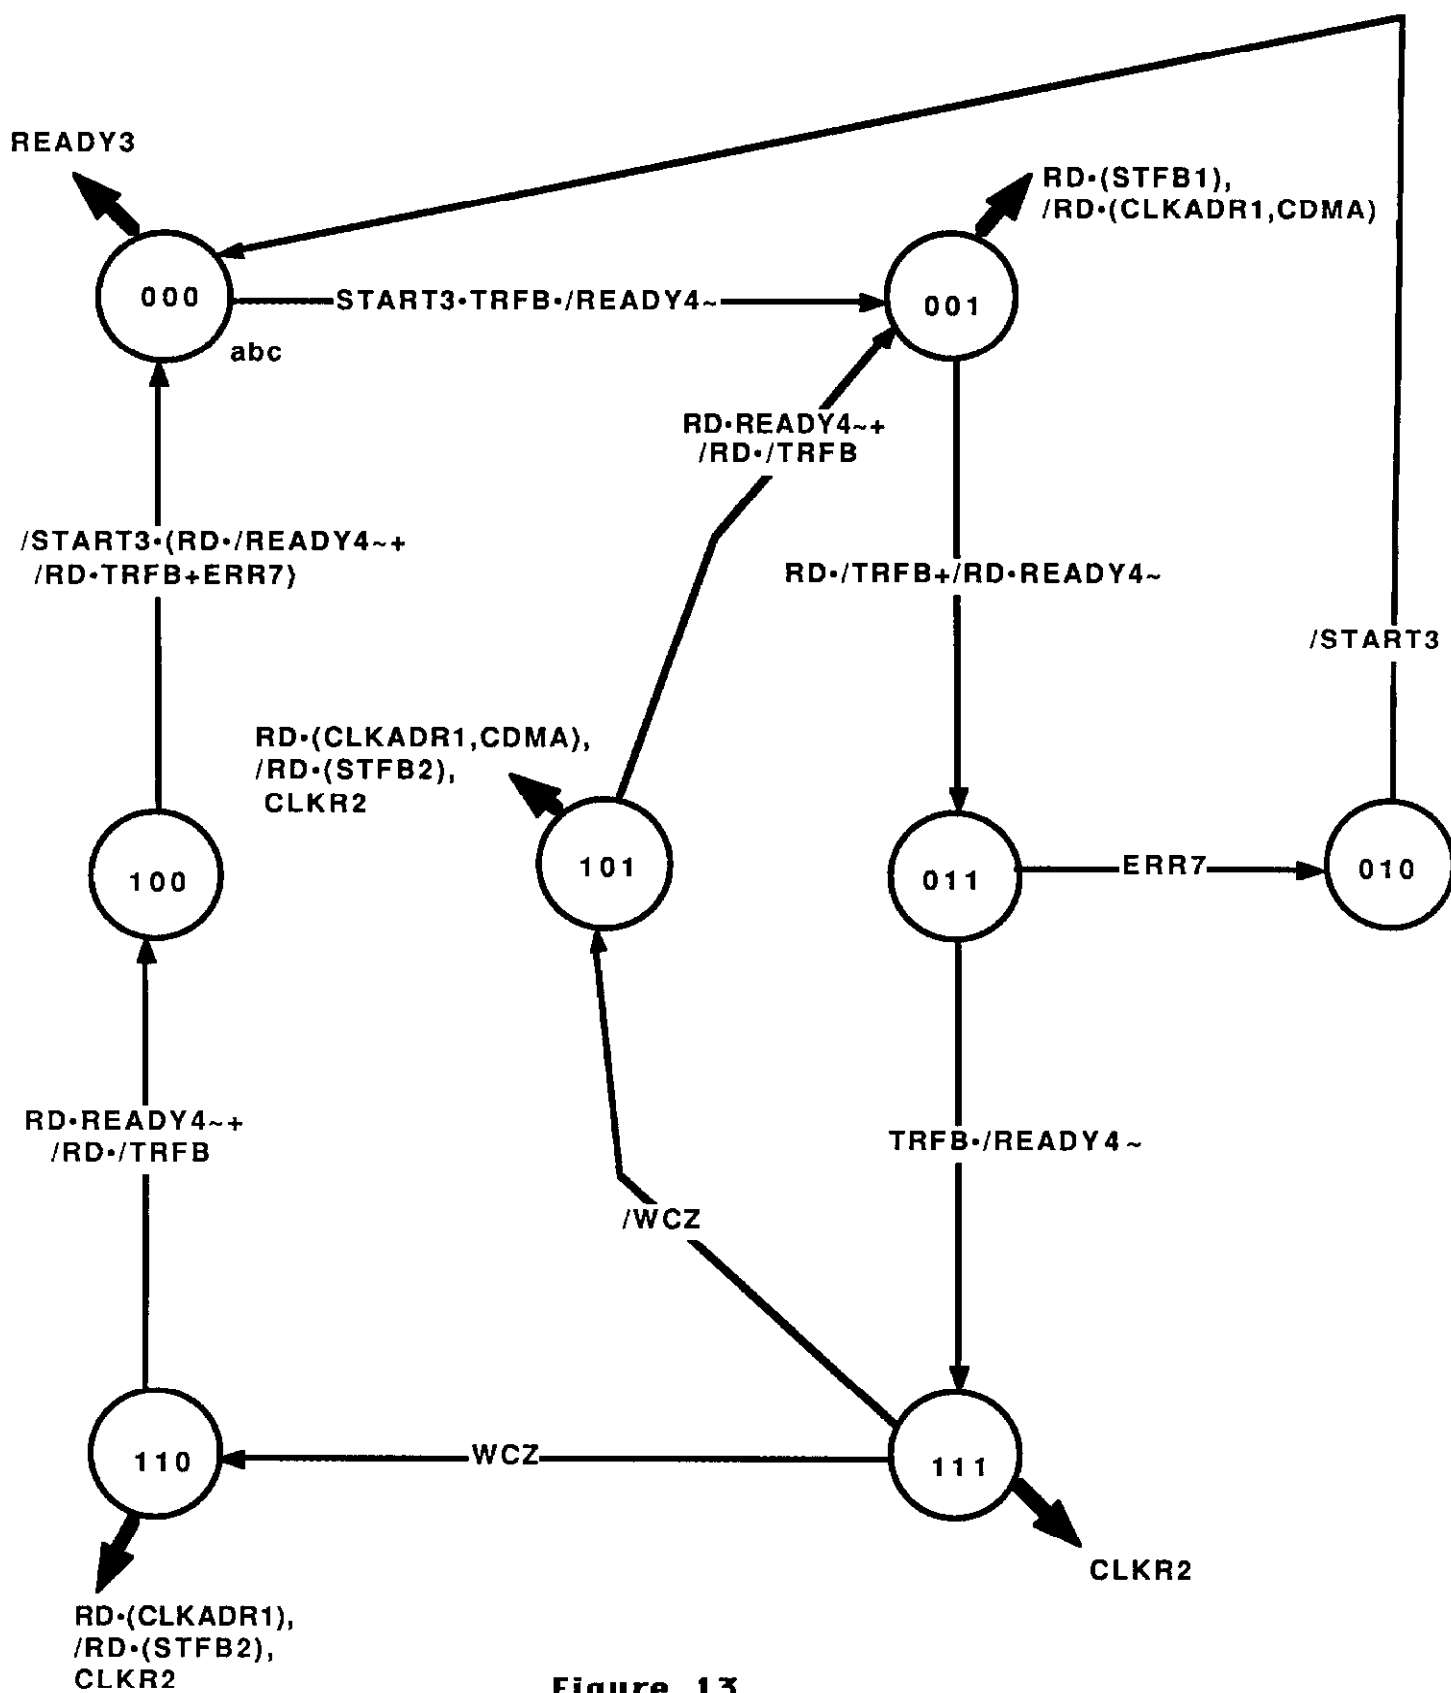 READY3
RD•(STFB1),
/RD•(CLKADR1,CDMA)
000
START3•TRFB•/READY4~
001
abc
RD•READY4~+
/RD•/TRFB
/START3•(RD•/READY4~+
/RD•TRFB+ERR7)
RD•/TRFB+/RD•READY4~
/START3
RD•(CLKADR1,CDMA),
/RD•(STFB2),
CLKR2
100
101
011
ERR7
010
RD•READY4~+
/RD•/TRFB
TRFB•/READY4~
/WCZ
110
WCZ
111
CLKR2
RD•(CLKADR1),
/RD•(STFB2),
CLKR2
Figure 13